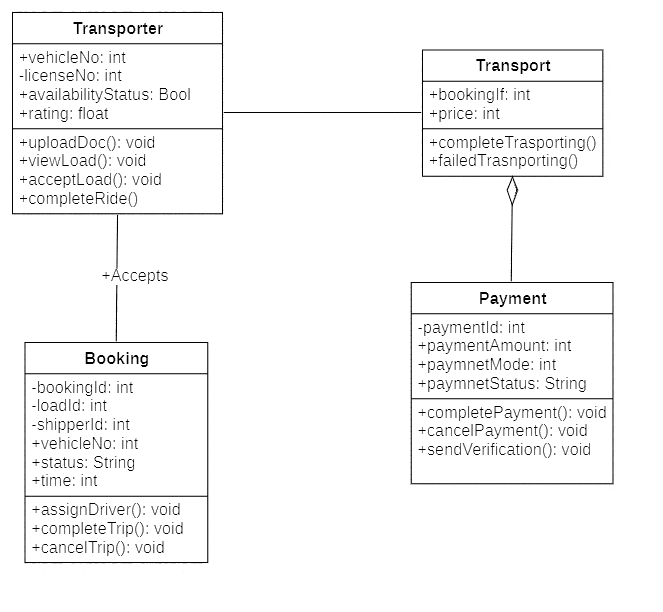 Transporter
+vehicleNo: int
-licenseNo: int
+availabilityStatus: Bool
+rating: float
+uploadDoc(): void
+viewLoad(): void
+acceptLoad(): void
+completeRide()
Transport
+bookingIf: int
+price: int
+completeTrasporting()
+failedTrasnporting()
+Accepts
Booking
-bookingId: int
-loadId: int
-shipperId: int
+vehicleNo: int
+status: String
+time: int
+assignDriver(): void
+completeTrip(): void
+cancelTrip(): void
Payment
-paymentId: int
+paymentAmount: int
+paymnetMode: int
+paymnetStatus: String
+completePayment(): void
+cancelPayment(): void
+sendVerification(): void